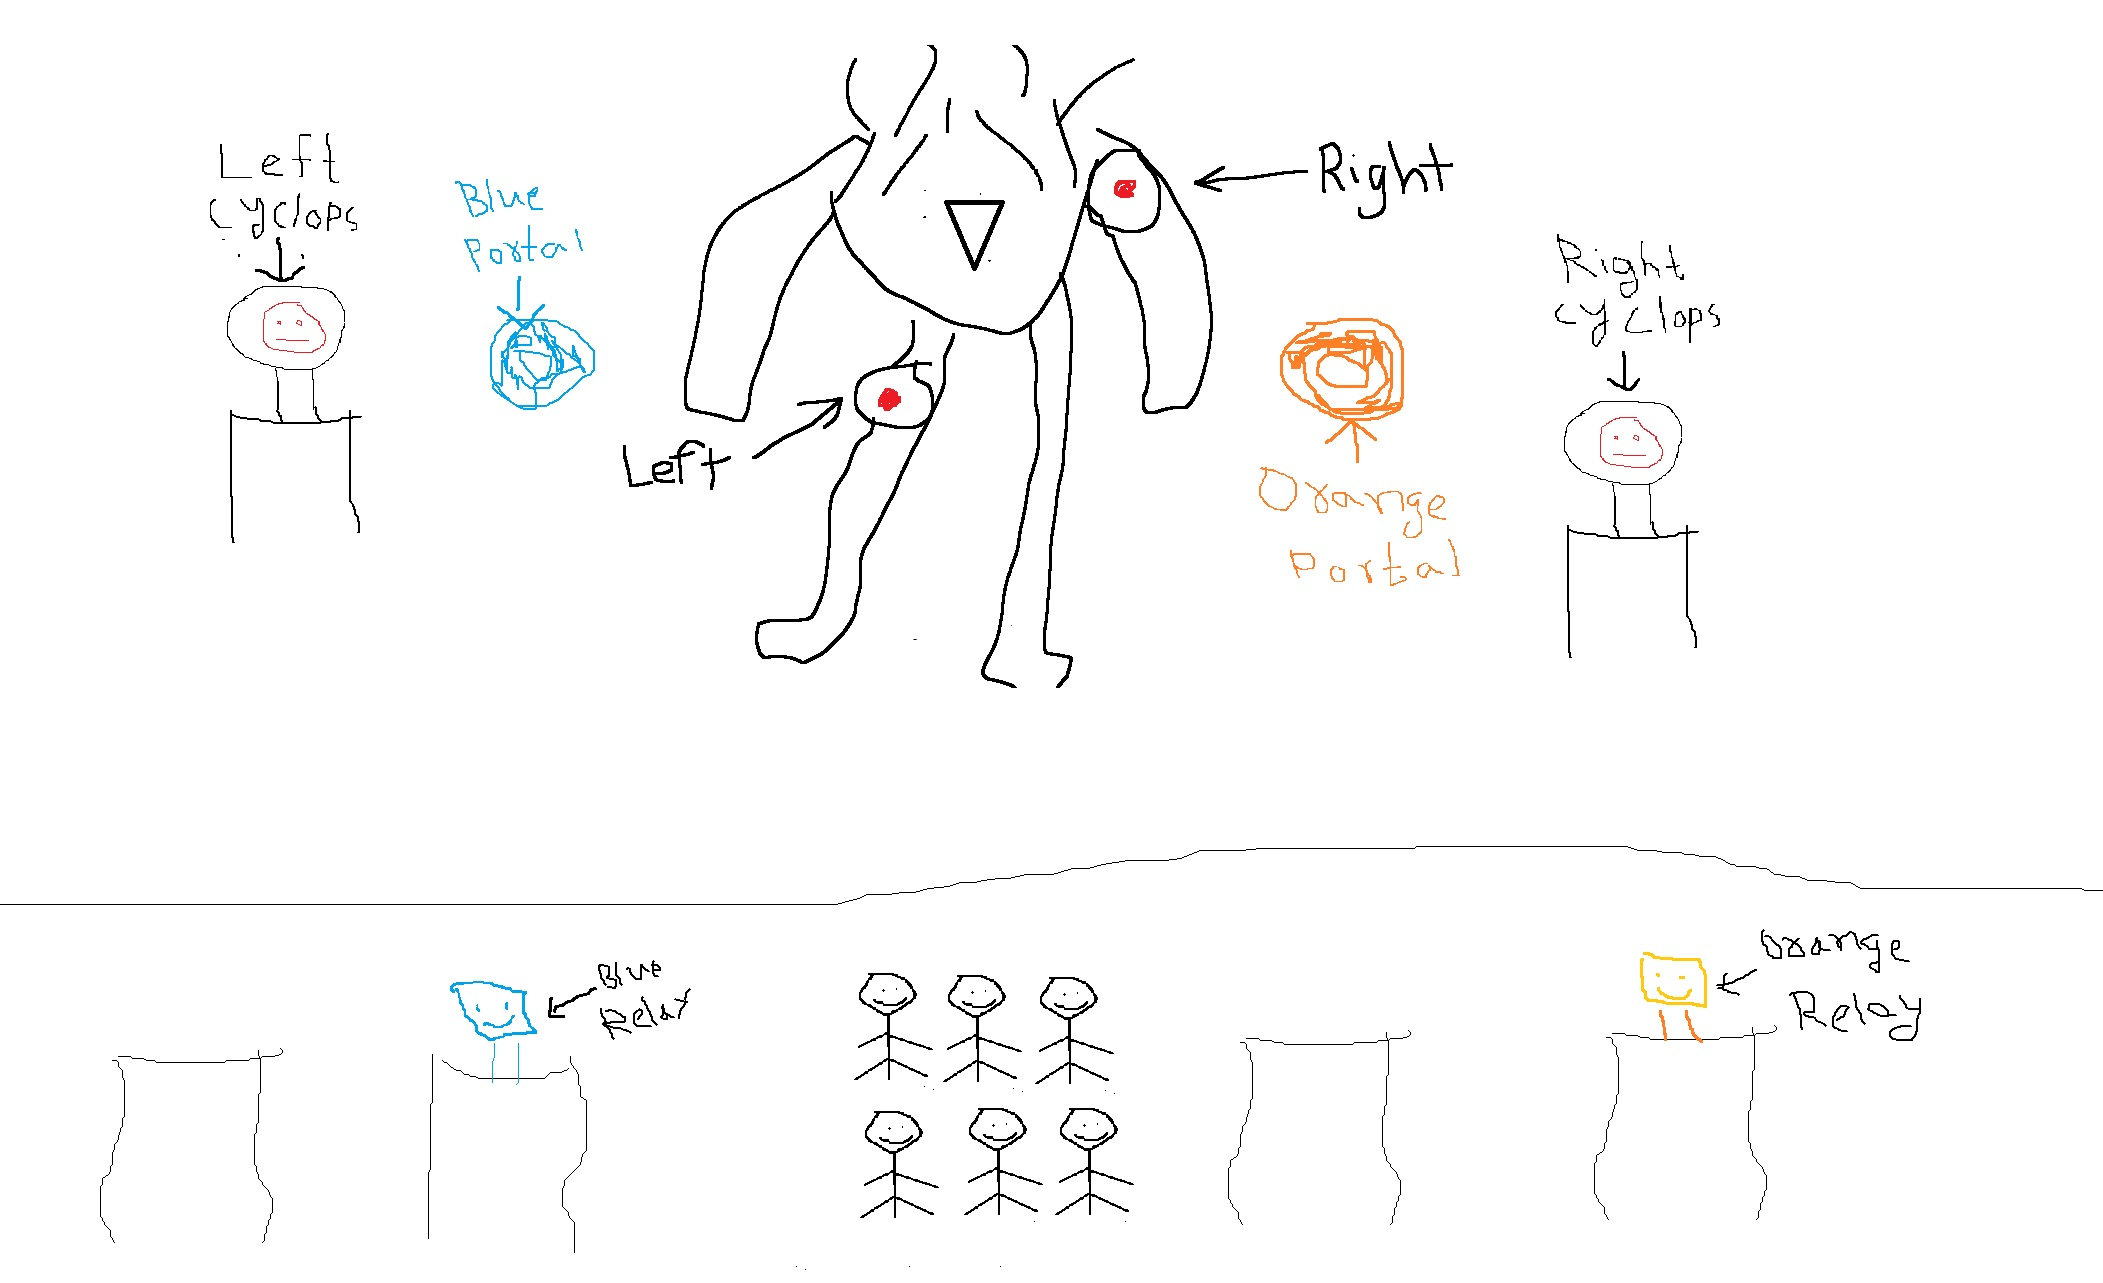 Left
cyclops
Blue
Portal
Right
Right
cyclops
Left
Orange
Portal
Blue
Relay
Orange
Relay